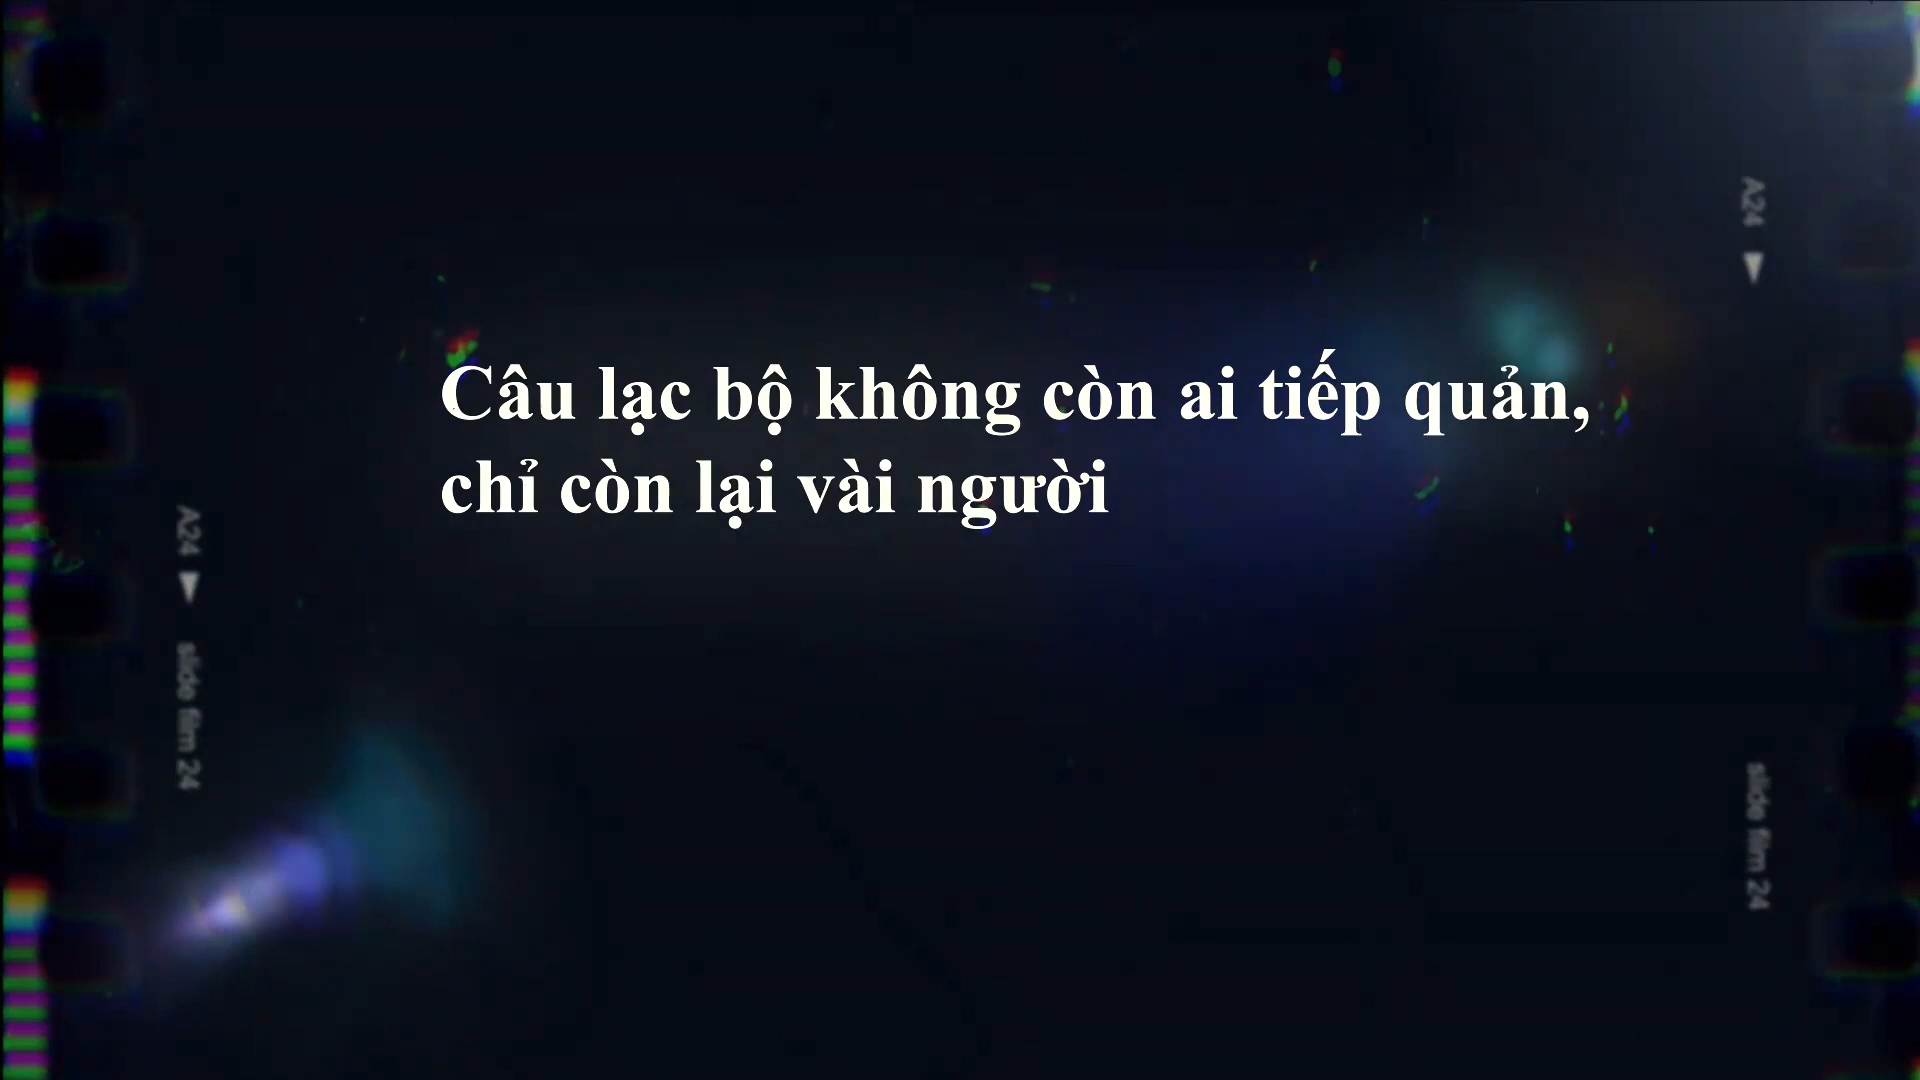 A24
Câu lạc bộ không còn ai tiếp quản,
chỉ còn lại vài người
A24
slide film 24
slide film 24